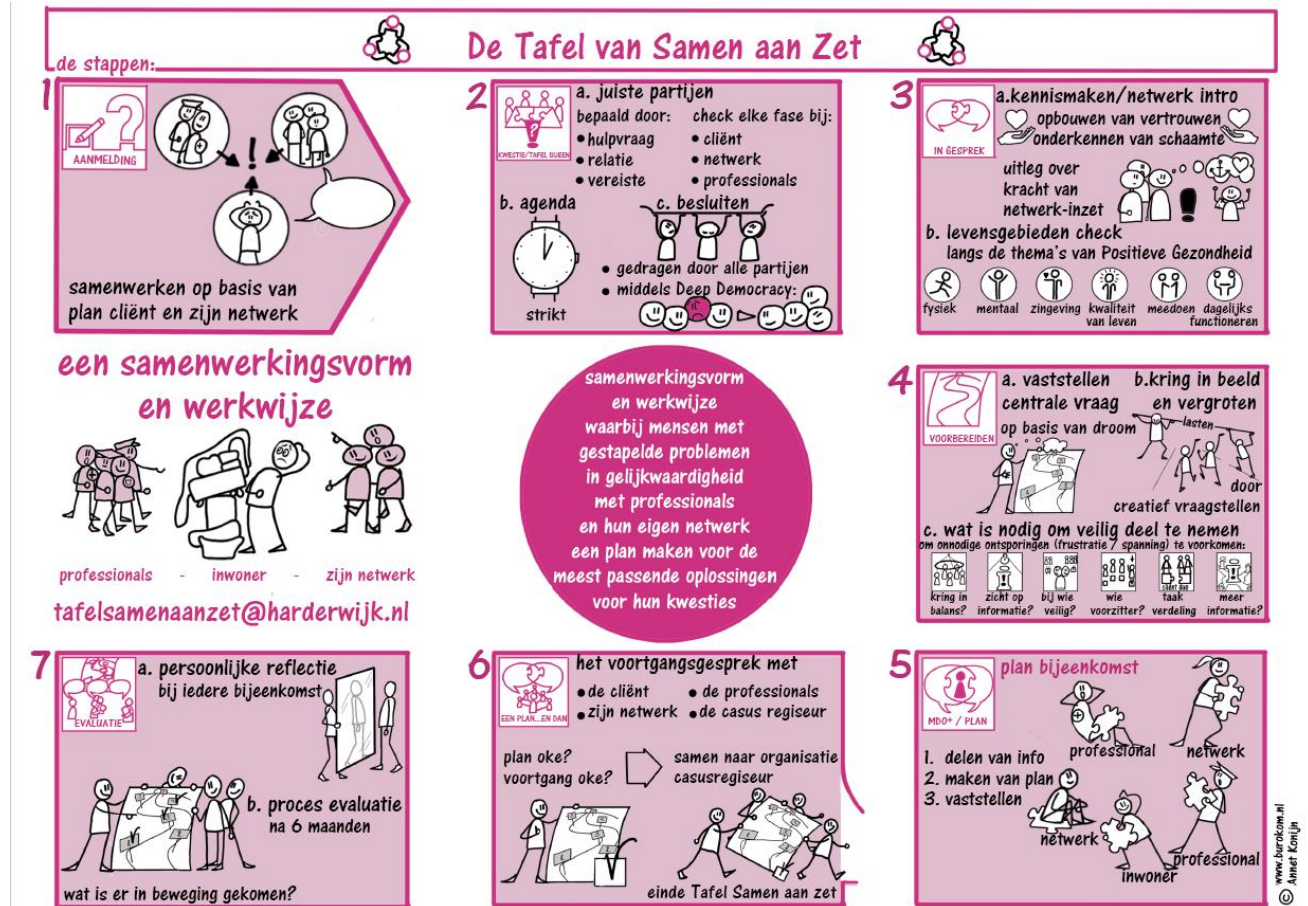 De Tafel van Samen aan Zet
de stappen:
1
AANMELDING
!
samenwerken op basis van
plan cliënt en zijn netwerk
2
KWESTIE/TAFEL DUIDEN
a. juiste partijen
bepaald door:
• hulpvraag
• relatie
• vereiste
check elke fase bij:
• cliënt
• netwerk
• professionals
b. agenda
strikt
c. besluiten
• gedragen door alle partijen
• middels Deep Democracy:
3
IN GESPREK
a.kennismaken/netwerk intro
opbouwen van vertrouwen
onderkennen van schaamte
uitleg over
kracht van
netwerk-inzet
b. levensgebieden check
langs de thema's van Positieve Gezondheid
fysiek
mentaal
zingeving
kwaliteit
van leven
meedoen
dagelijks
functioneren
een samenwerkingsvorm
en werkwijze
professionals - inwoner - zijn netwerk
tafelsamenaanzet@harderwijk.nl
samenwerkingsvorm
en werkwijze
waarbij mensen met
gestapelde problemen
in gelijkwaardigheid
met professionals
en hun eigen netwerk
een plan maken voor de
meest passende oplossingen
voor hun kwesties
4
VOORBEREIDEN
a. vaststellen
centrale vraag
op basis van droom
b.kring in beeld
en vergroten
lasten
door
creatief vraagstellen
c. wat is nodig om veilig deel te nemen
om onnodige ontsporingen (frustratie / spanning) te voorkomen:
kring in
balans?
zicht op
informatie?
bij wie
veilig?
wie
voorzitter?
taak
verdeling
meer
informatie?
5
MDO+ / PLAN
plan bijeenkomst
1. delen van info
2. maken van plan
3. vaststellen
professional
netwerk
netwerk
inwoner
professional
6
EEN PLAN...EN DAN
het voortgangsgesprek met
• de cliënt
• zijn netwerk
• de professionals
• de casus regiseur
plan oke?
voortgang oke?
samen naar organisatie
casusregiseur
einde Tafel Samen aan zet
7
EVALUATIE
a. persoonlijke reflectie
bij iedere bijeenkomst
b. proces evaluatie
na 6 maanden
wat is er in beweging gekomen?
www.burokom.nl
© Annet Konijn